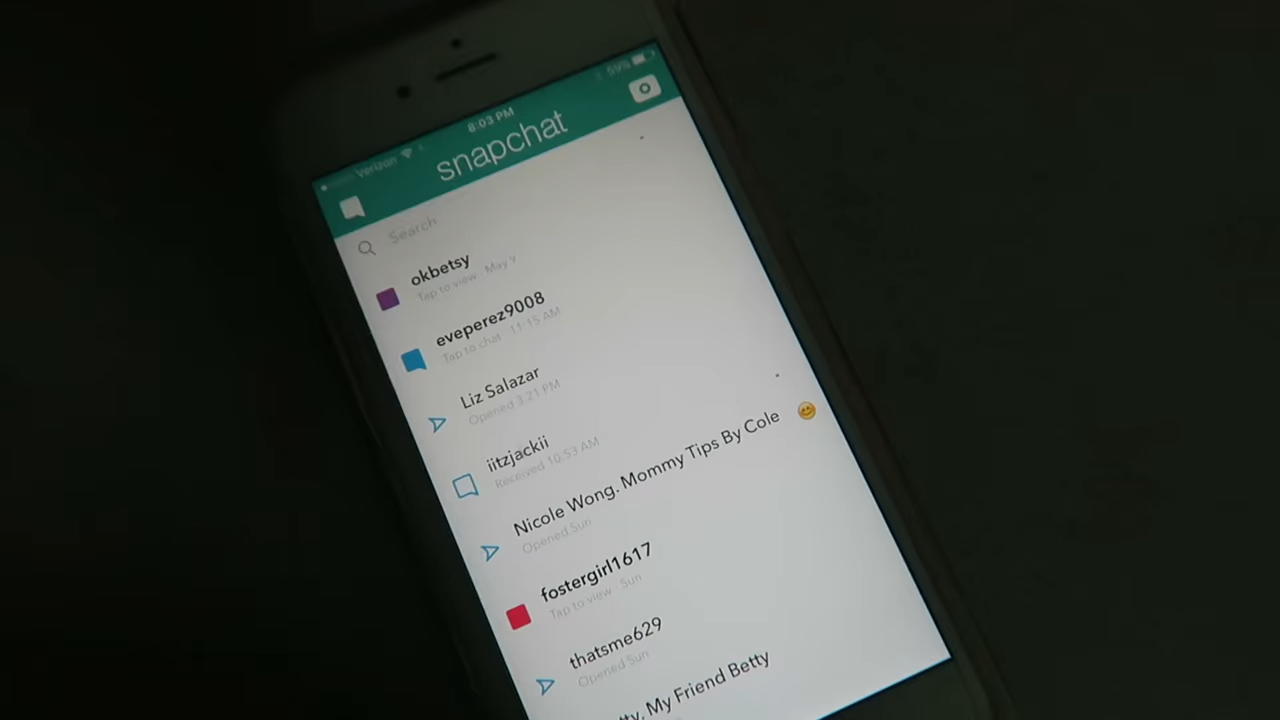 Verizon
8:03 PM
59%
snapchat
Search
okbetsy
Tap to view · May 9
eveperez9008
Tap to chat · 11:15 AM
Liz Salazar
Opened 3:21 PM
iitzjackii
Received 10:53 AM
Nicole Wong. Mommy Tips By Cole
Opened Sun
fostergirl1617
Tap to view · Sun
thatsme629
Opened Sun
My Friend Betty